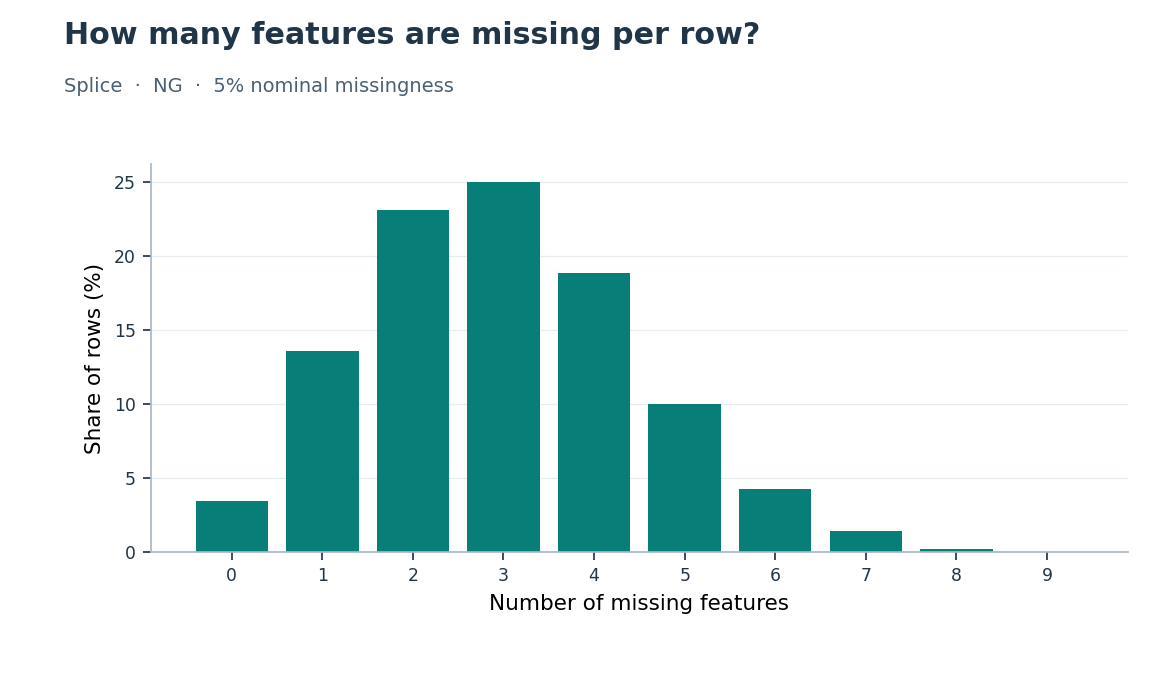 How many features are missing per row?
Splice · NG · 5% nominal missingness
25
20
15
10
5
0
Share of rows (%)
0 1 2 3 4 5 6 7 8 9
Number of missing features